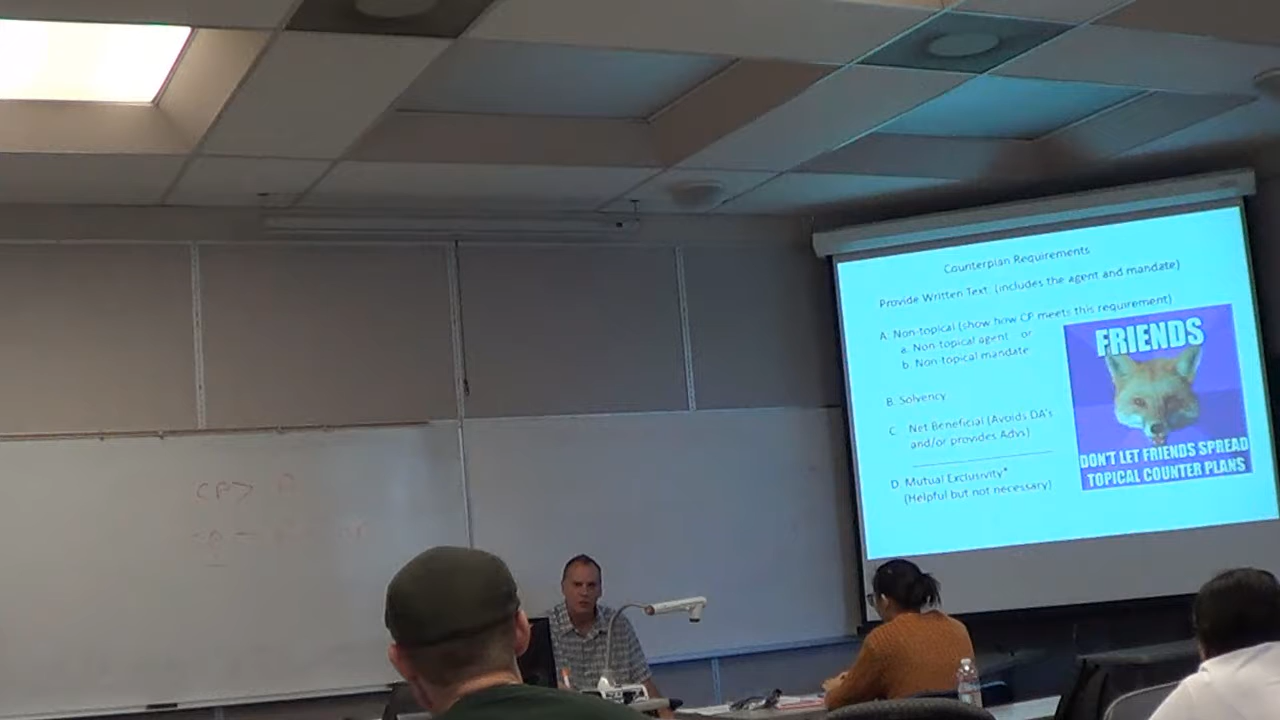 Counterplan Requirements
Provide Written Text: (includes the agent and mandate)
A. Non-topical (show how CP meets this requirement)
a. Non topical agent or
b. Non topical mandate
B. Solvency
C. Net Beneficial (Avoids DA's
and/or provides Advs)
D. Mutual Exclusivity*
(Helpful but not necessary)
FRIENDS
DON'T LET FRIENDS SPREAD
TOPICAL COUNTER PLANS
CP>